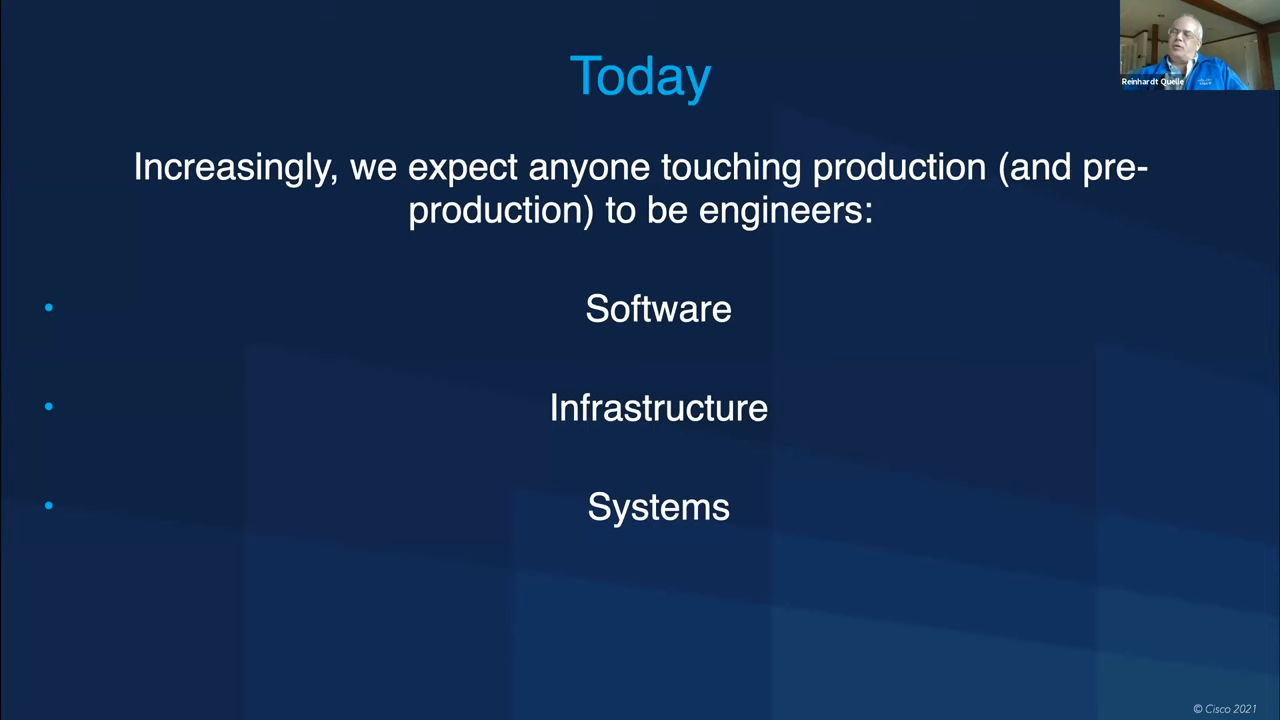 Today
Reinhardt Quelle
Increasingly, we expect anyone touching production (and pre-
production) to be engineers:
• Software
• Infrastructure
• Systems
© Cisco 2021